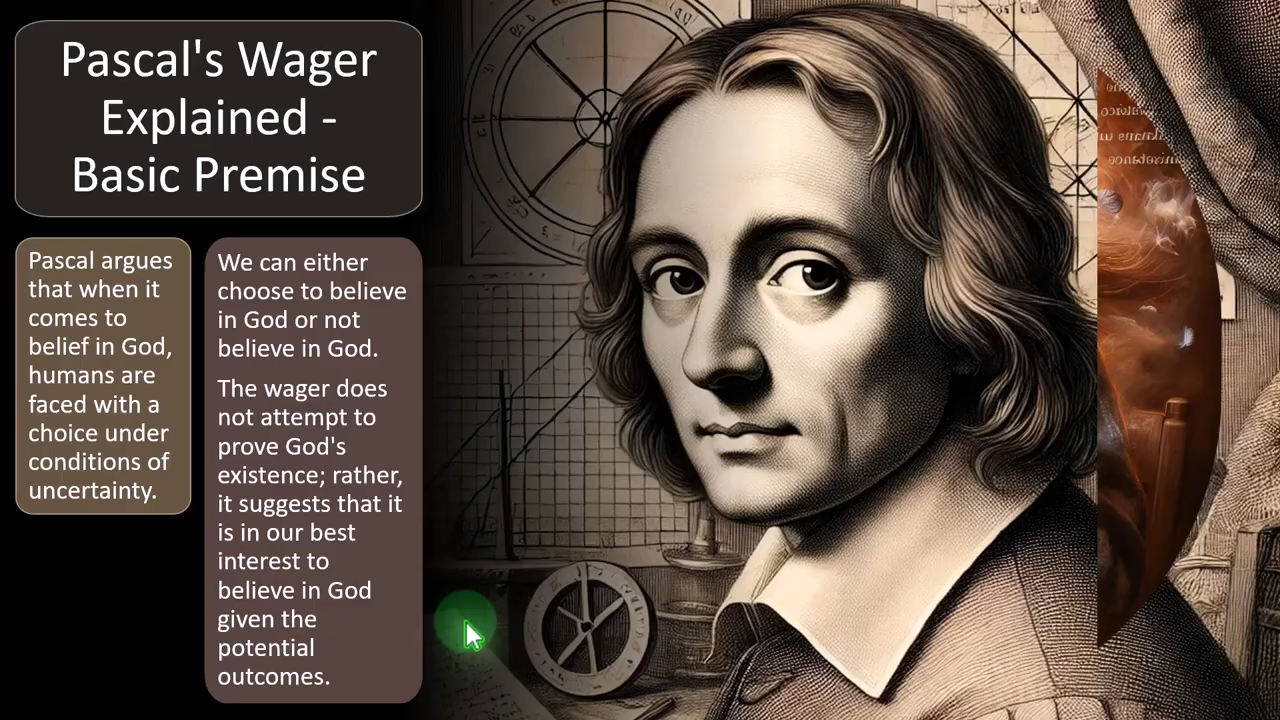 Pascal's Wager
Explained -
Basic Premise
Pascal argues
that when it
comes to
belief in God,
humans are
faced with a
choice under
conditions of
uncertainty.
We can either
choose to believe
in God or not
believe in God.
The wager does
not attempt to
prove God's
existence; rather,
it suggests that it
is in our best
interest to
believe in God
given the
potential
outcomes.